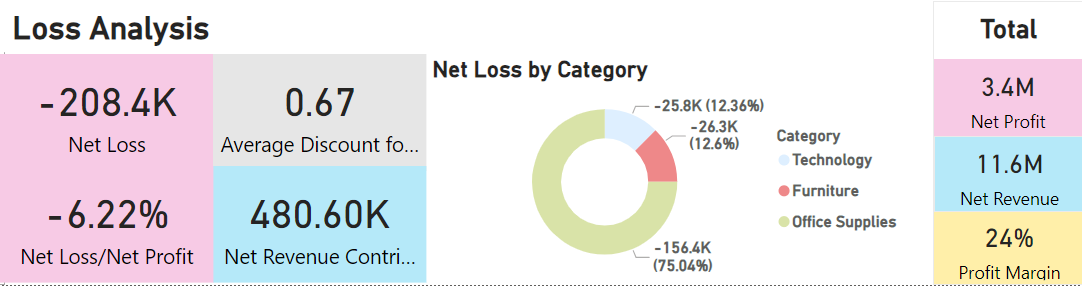 Loss Analysis
-208.4K
Net Loss
0.67
Average Discount fo...
-6.22%
Net Loss/Net Profit
480.60K
Net Revenue Contri...
Net Loss by Category
-25.8K (12.36%)
-26.3K
(12.6%)
-156.4K
(75.04%)
Category
Technology
Furniture
Office Supplies
Total
3.4M
Net Profit
11.6M
Net Revenue
24%
Profit Margin